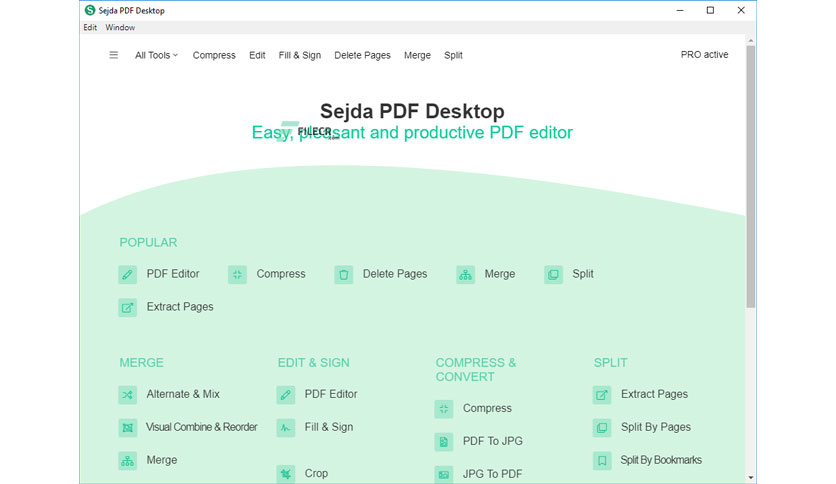 Sejda PDF Desktop
Edit Window
All Tools Compress Edit Fill & Sign Delete Pages Merge Split PRO active
Sejda PDF Desktop
Easy, pleasant and productive PDF editor
FILECR
.com
POPULAR
PDF Editor Compress Delete Pages Merge Split
Extract Pages
MERGE EDIT & SIGN COMPRESS & CONVERT SPLIT
Alternate & Mix PDF Editor Extract Pages
Compress
Visual Combine & Reorder Fill & Sign Split By Pages
PDF To JPG
Merge Split By Bookmarks
Crop JPG To PDF